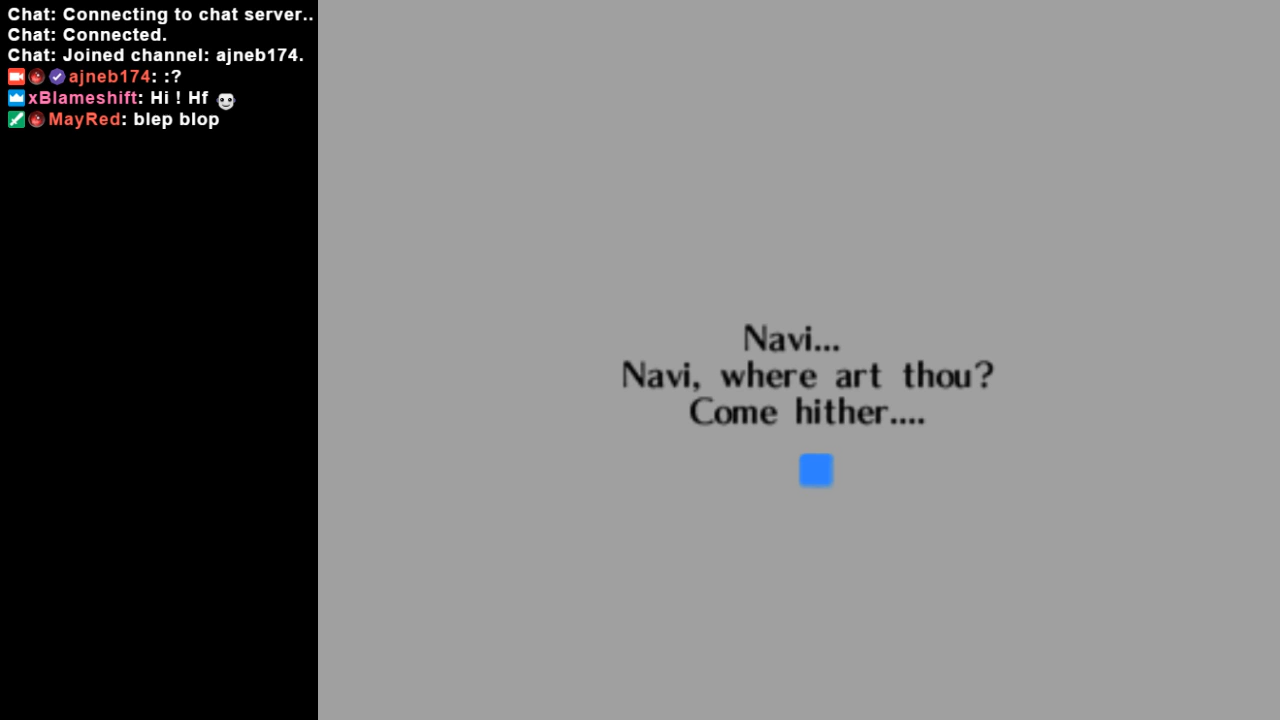 Chat: Connecting to chat server..
Chat: Connected.
Chat: Joined channel: ajneb174.
ajneb174: :?
xBlameshift: Hi ! Hf
MayRed: blep blop
Navi...
Navi, where art thou?
Come hither....